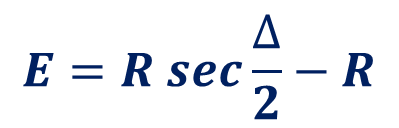 E = R sec Δ/2 − R